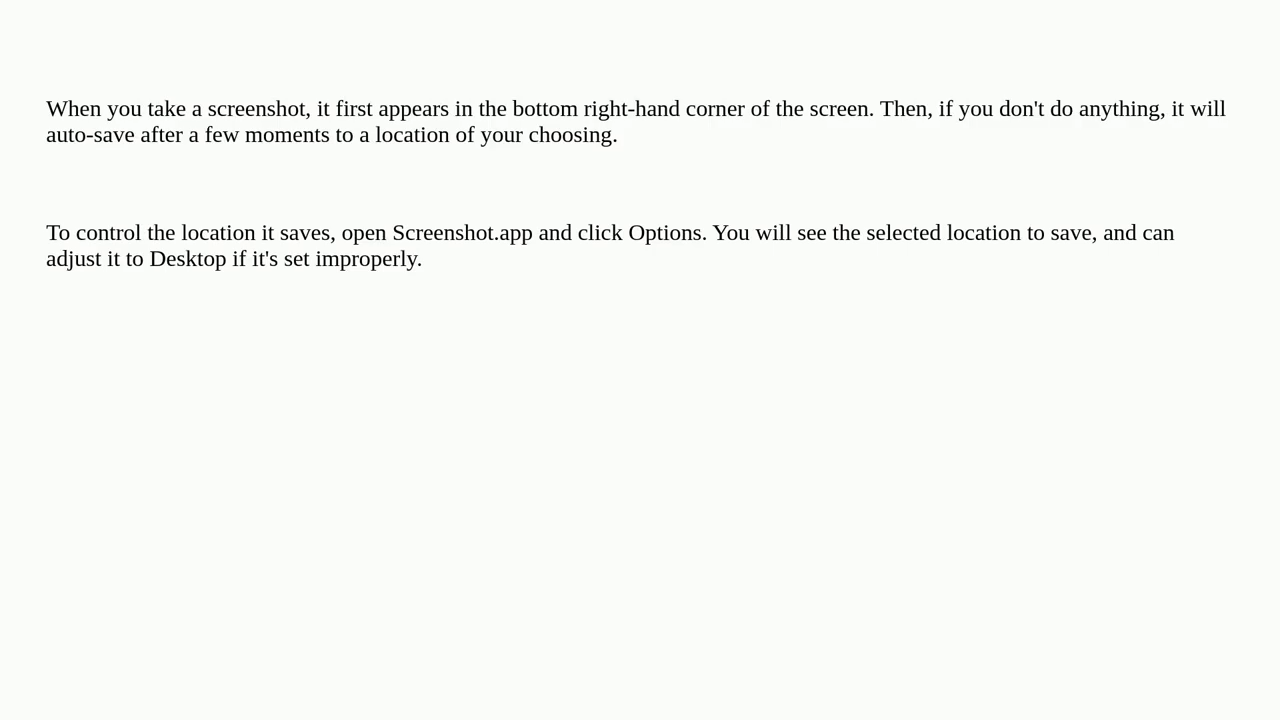 When you take a screenshot, it first appears in the bottom right-hand corner of the screen. Then, if you don't do anything, it will
auto-save after a few moments to a location of your choosing.
To control the location it saves, open Screenshot.app and click Options. You will see the selected location to save, and can
adjust it to Desktop if it's set improperly.